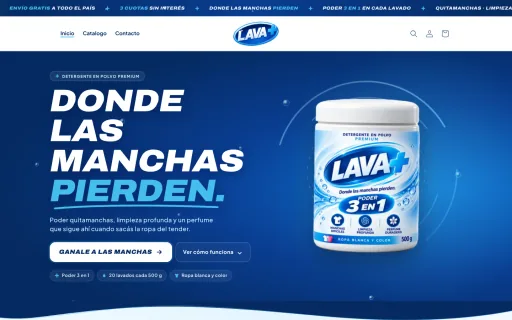 ENVÍO GRATIS A TODO EL PAÍS + 3 CUOTAS SIN INTERÉS + DONDE LAS MANCHAS PIERDEN + PODER 3 EN 1 EN CADA LAVADO + QUITAMANCHAS · LIMPIEZA
Inicio Catalogo Contacto
LAVA+
DETERGENTE EN POLVO PREMIUM
DONDE
LAS
MANCHAS
PIERDEN.
Poder quitamanchas, limpieza profunda y un perfume
que sigue ahí cuando sacás la ropa del tender.
GANALE A LAS MANCHAS →
Ver cómo funciona
Poder 3 en 1
20 lavados cada 500 g
Ropa blanca y color
DETERGENTE EN POLVO
PREMIUM
LAVA+
Donde las manchas pierden.
PODER
3 EN 1
LIMPIEZA
PROFUNDA
PERFUME
DURADERO
ROPA BLANCA Y COLOR
500 g